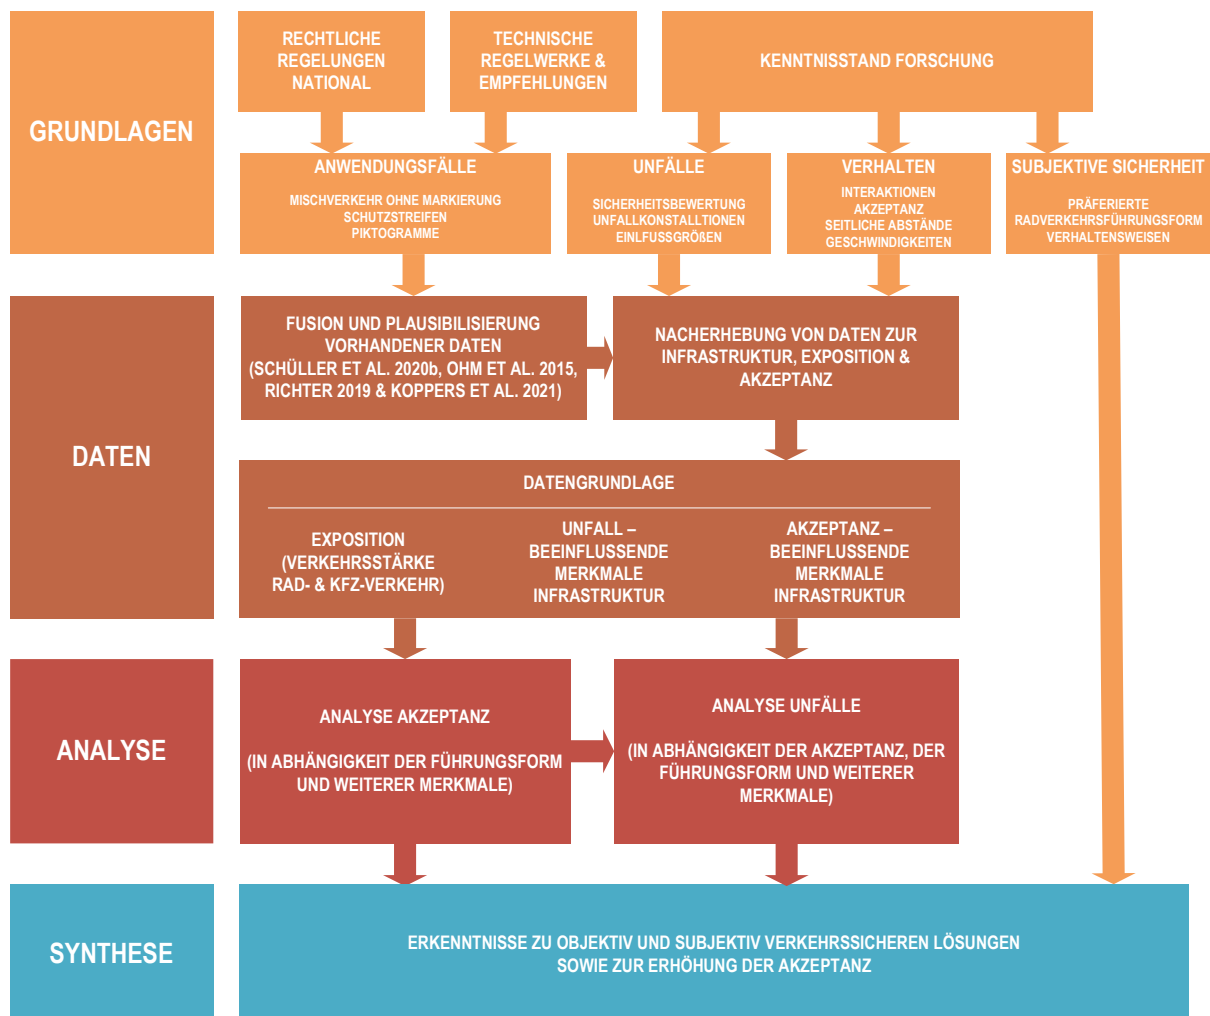 GRUNDLAGEN
RECHTLICHE
REGELUNGEN
NATIONAL
TECHNISCHE
REGELWERKE &
EMPFEHLUNGEN
KENNTNISSTAND FORSCHUNG
ANWENDUNGSFÄLLE
MISCHVERKEHR OHNE MARKIERUNG
SCHUTZSTREIFEN
PIKTOGRAMME
UNFÄLLE
SICHERHEITSBEWERTUNG
UNFALLKONSTALLTIONEN
EINLFUSSGRÖßEN
VERHALTEN
INTERAKTIONEN
AKZEPTANZ
SEITLICHE ABSTÄNDE
GESCHWINDIGKEITEN
SUBJEKTIVE SICHERHEIT
PRÄFERIERTE
RADVERKEHRSFÜHRUNGSFORM
VERHALTENSWEISEN
DATEN
FUSION UND PLAUSIBILISIERUNG
VORHANDENER DATEN
(SCHÜLLER ET AL. 2020b, OHM ET AL. 2015,
RICHTER 2019 & KOPPERS ET AL. 2021)
NACHERHEBUNG VON DATEN ZUR
INFRASTRUKTUR, EXPOSITION &
AKZEPTANZ
DATENGRUNDLAGE
EXPOSITION
(VERKEHRSSTÄRKE
RAD- & KFZ-VERKEHR)
UNFALL –
BEEINFLUSSENDE
MERKMALE
INFRASTRUKTUR
AKZEPTANZ –
BEEINFLUSSENDE
MERKMALE
INFRASTRUKTUR
ANALYSE
ANALYSE AKZEPTANZ
(IN ABHÄNGIGKEIT DER FÜHRUNGSFORM
UND WEITERER MERKMALE)
ANALYSE UNFÄLLE
(IN ABHÄNGIGKEIT DER AKZEPTANZ, DER
FÜHRUNGSFORM UND WEITERER
MERKMALE)
SYNTHESE
ERKENNTNISSE ZU OBJEKTIV UND SUBJEKTIV VERKEHRSSICHEREN LÖSUNGEN
SOWIE ZUR ERHÖHUNG DER AKZEPTANZ